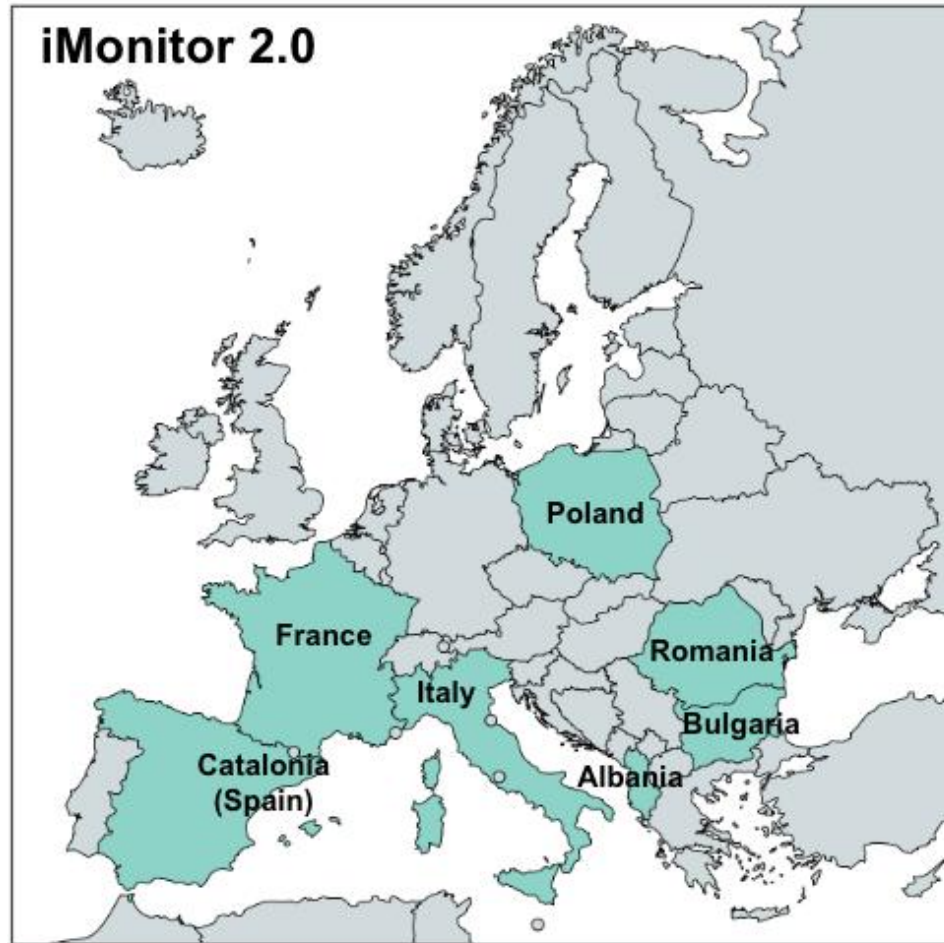 iMonitor 2.0
Poland
France
Romania
Italy
Bulgaria
Catalonia
(Spain)
Albania